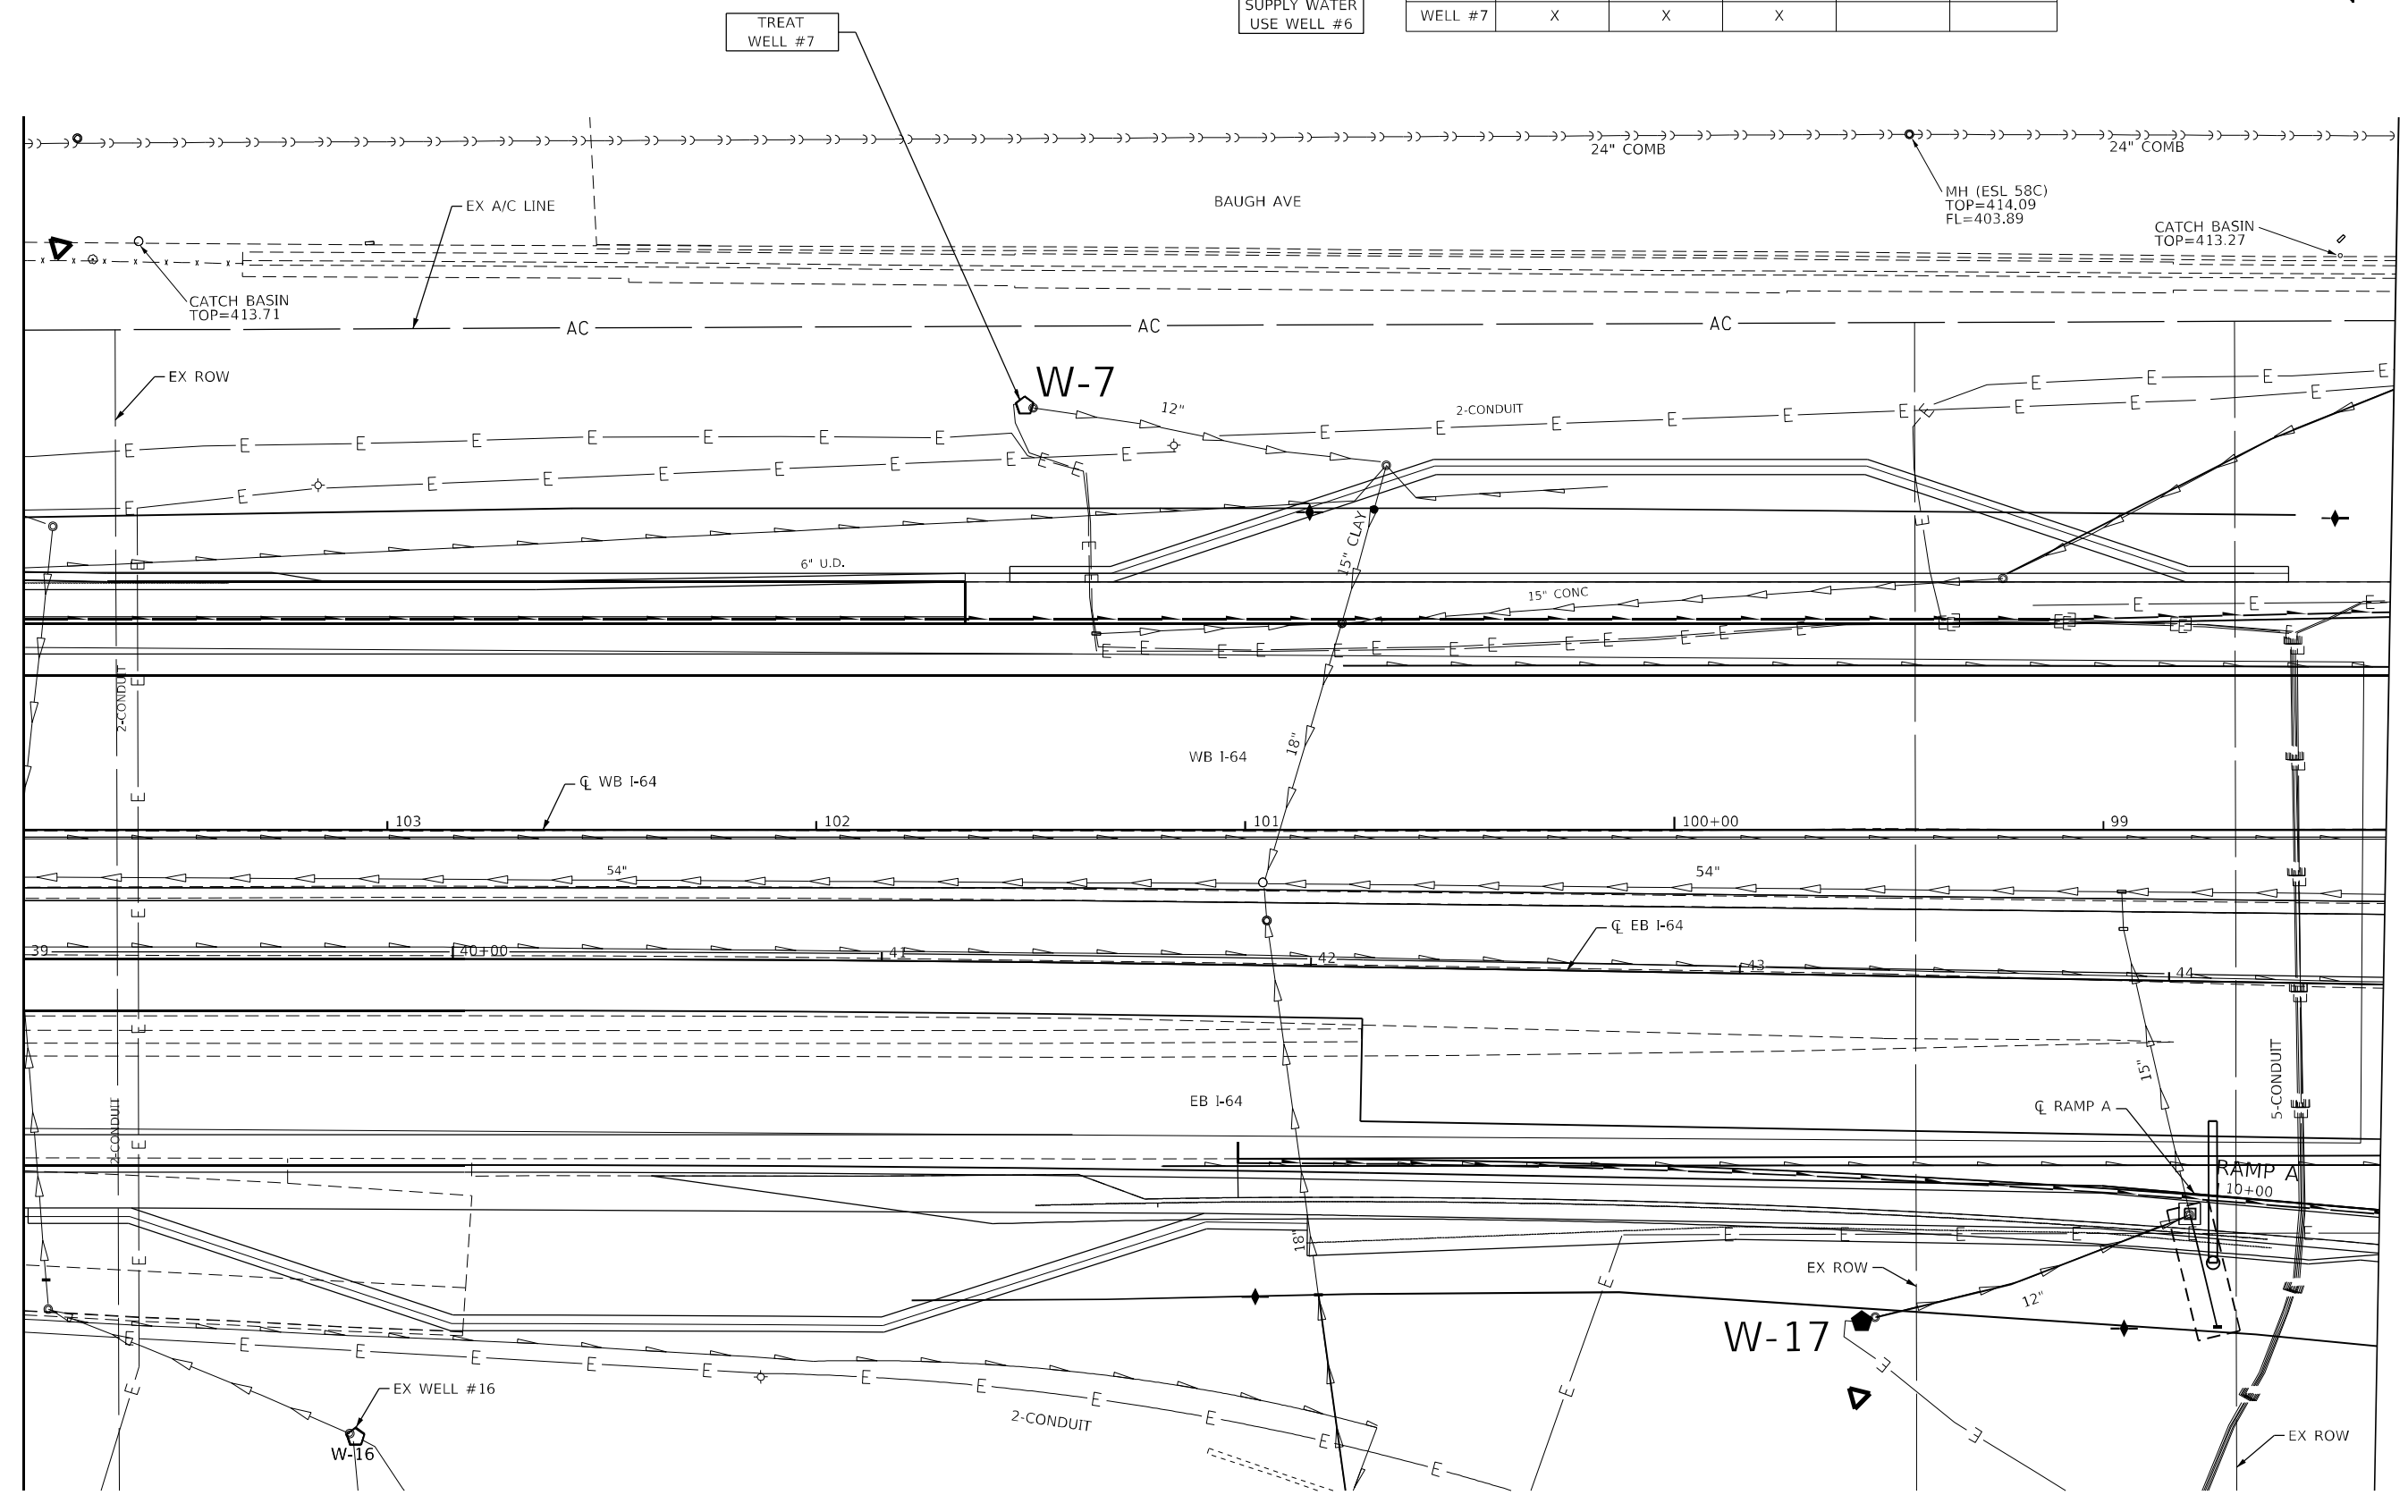 TREAT
WELL #7
SUPPLY WATER
USE WELL #6
WELL #7 X X X
24" COMB
24" COMB
MH (ESL 58C)
TOP=414.09
FL=403.89
BAUGH AVE
EX A/C LINE
CATCH BASIN
TOP=413.27
CATCH BASIN
TOP=413.71
AC AC AC
EX ROW
W-7
12"
2-CONDUIT
E E E E E E E E
E E E E E E E E E
15" CLAY
6" U.D.
15" CONC
2-CONDUIT
18"
WB I-64
℄ WB I-64
103 102 101 100+00 99
54" 54"
℄ EB I-64
39 40+00 41 42 43 44
15"
5-CONDUIT
EB I-64
2-CONDUIT
℄ RAMP A
RAMP A
10+00
18"
EX ROW
12"
W-17
EX WELL #16
W-16
2-CONDUIT
EX ROW